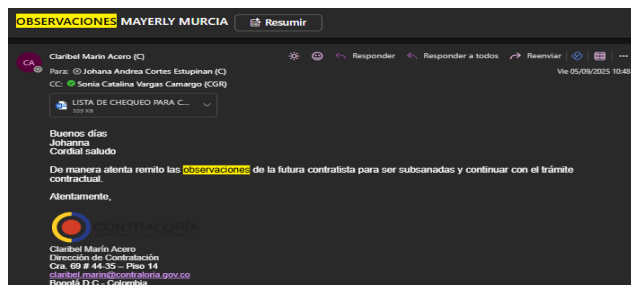 OBSERVACIONES MAYERLY MURCIA Resumir
CA
Claribel Marin Acero (C)
Responder Responder a todos Reenviar
Para: Johana Andrea Cortes Estupinan (C)
Vie 05/09/2025 10:48
CC: Sonia Catalina Vargas Camargo (CGR)
LISTA DE CHEQUEO PARA C...
559 KB
Buenos días
Johanna
Cordial saludo
De manera atenta remito las observaciones de la futura contratista para ser subsanadas y continuar con el trámite
contractual.
Atentamente,
CONTRALORÍA
Claribel Marín Acero
Dirección de Contratación
Cra. 69 # 44-35 – Piso 14
claribel.marin@contraloria.gov.co
Bogotá D C - Colombia